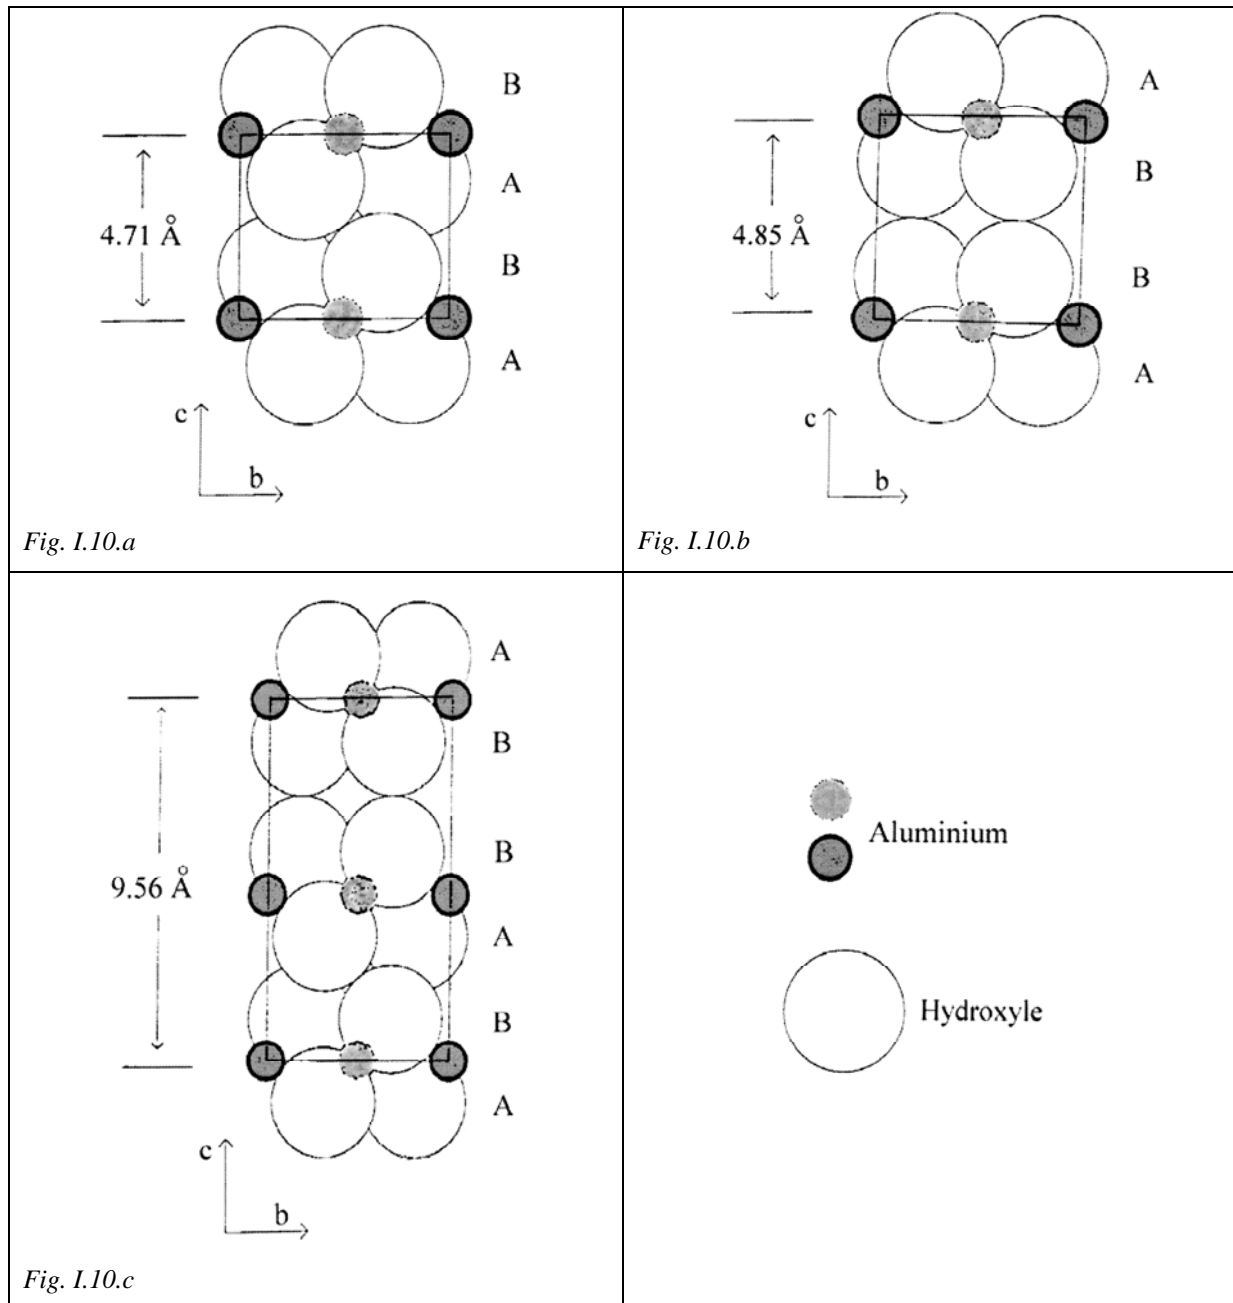 B
A
4.71 Å
B
A
c
b
Fig. I.10.a
A
B
4.85 Å
B
A
c
b
Fig. I.10.b
A
B
B
9.56 Å
A
B
A
c
b
Fig. I.10.c
Aluminium
Hydroxyle